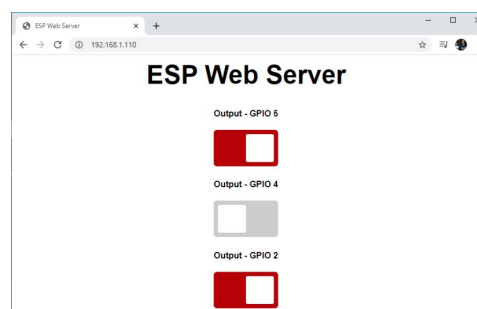 ESP Web Server
192.168.1.110
ESP Web Server
Output - GPIO 5
Output - GPIO 4
Output - GPIO 2